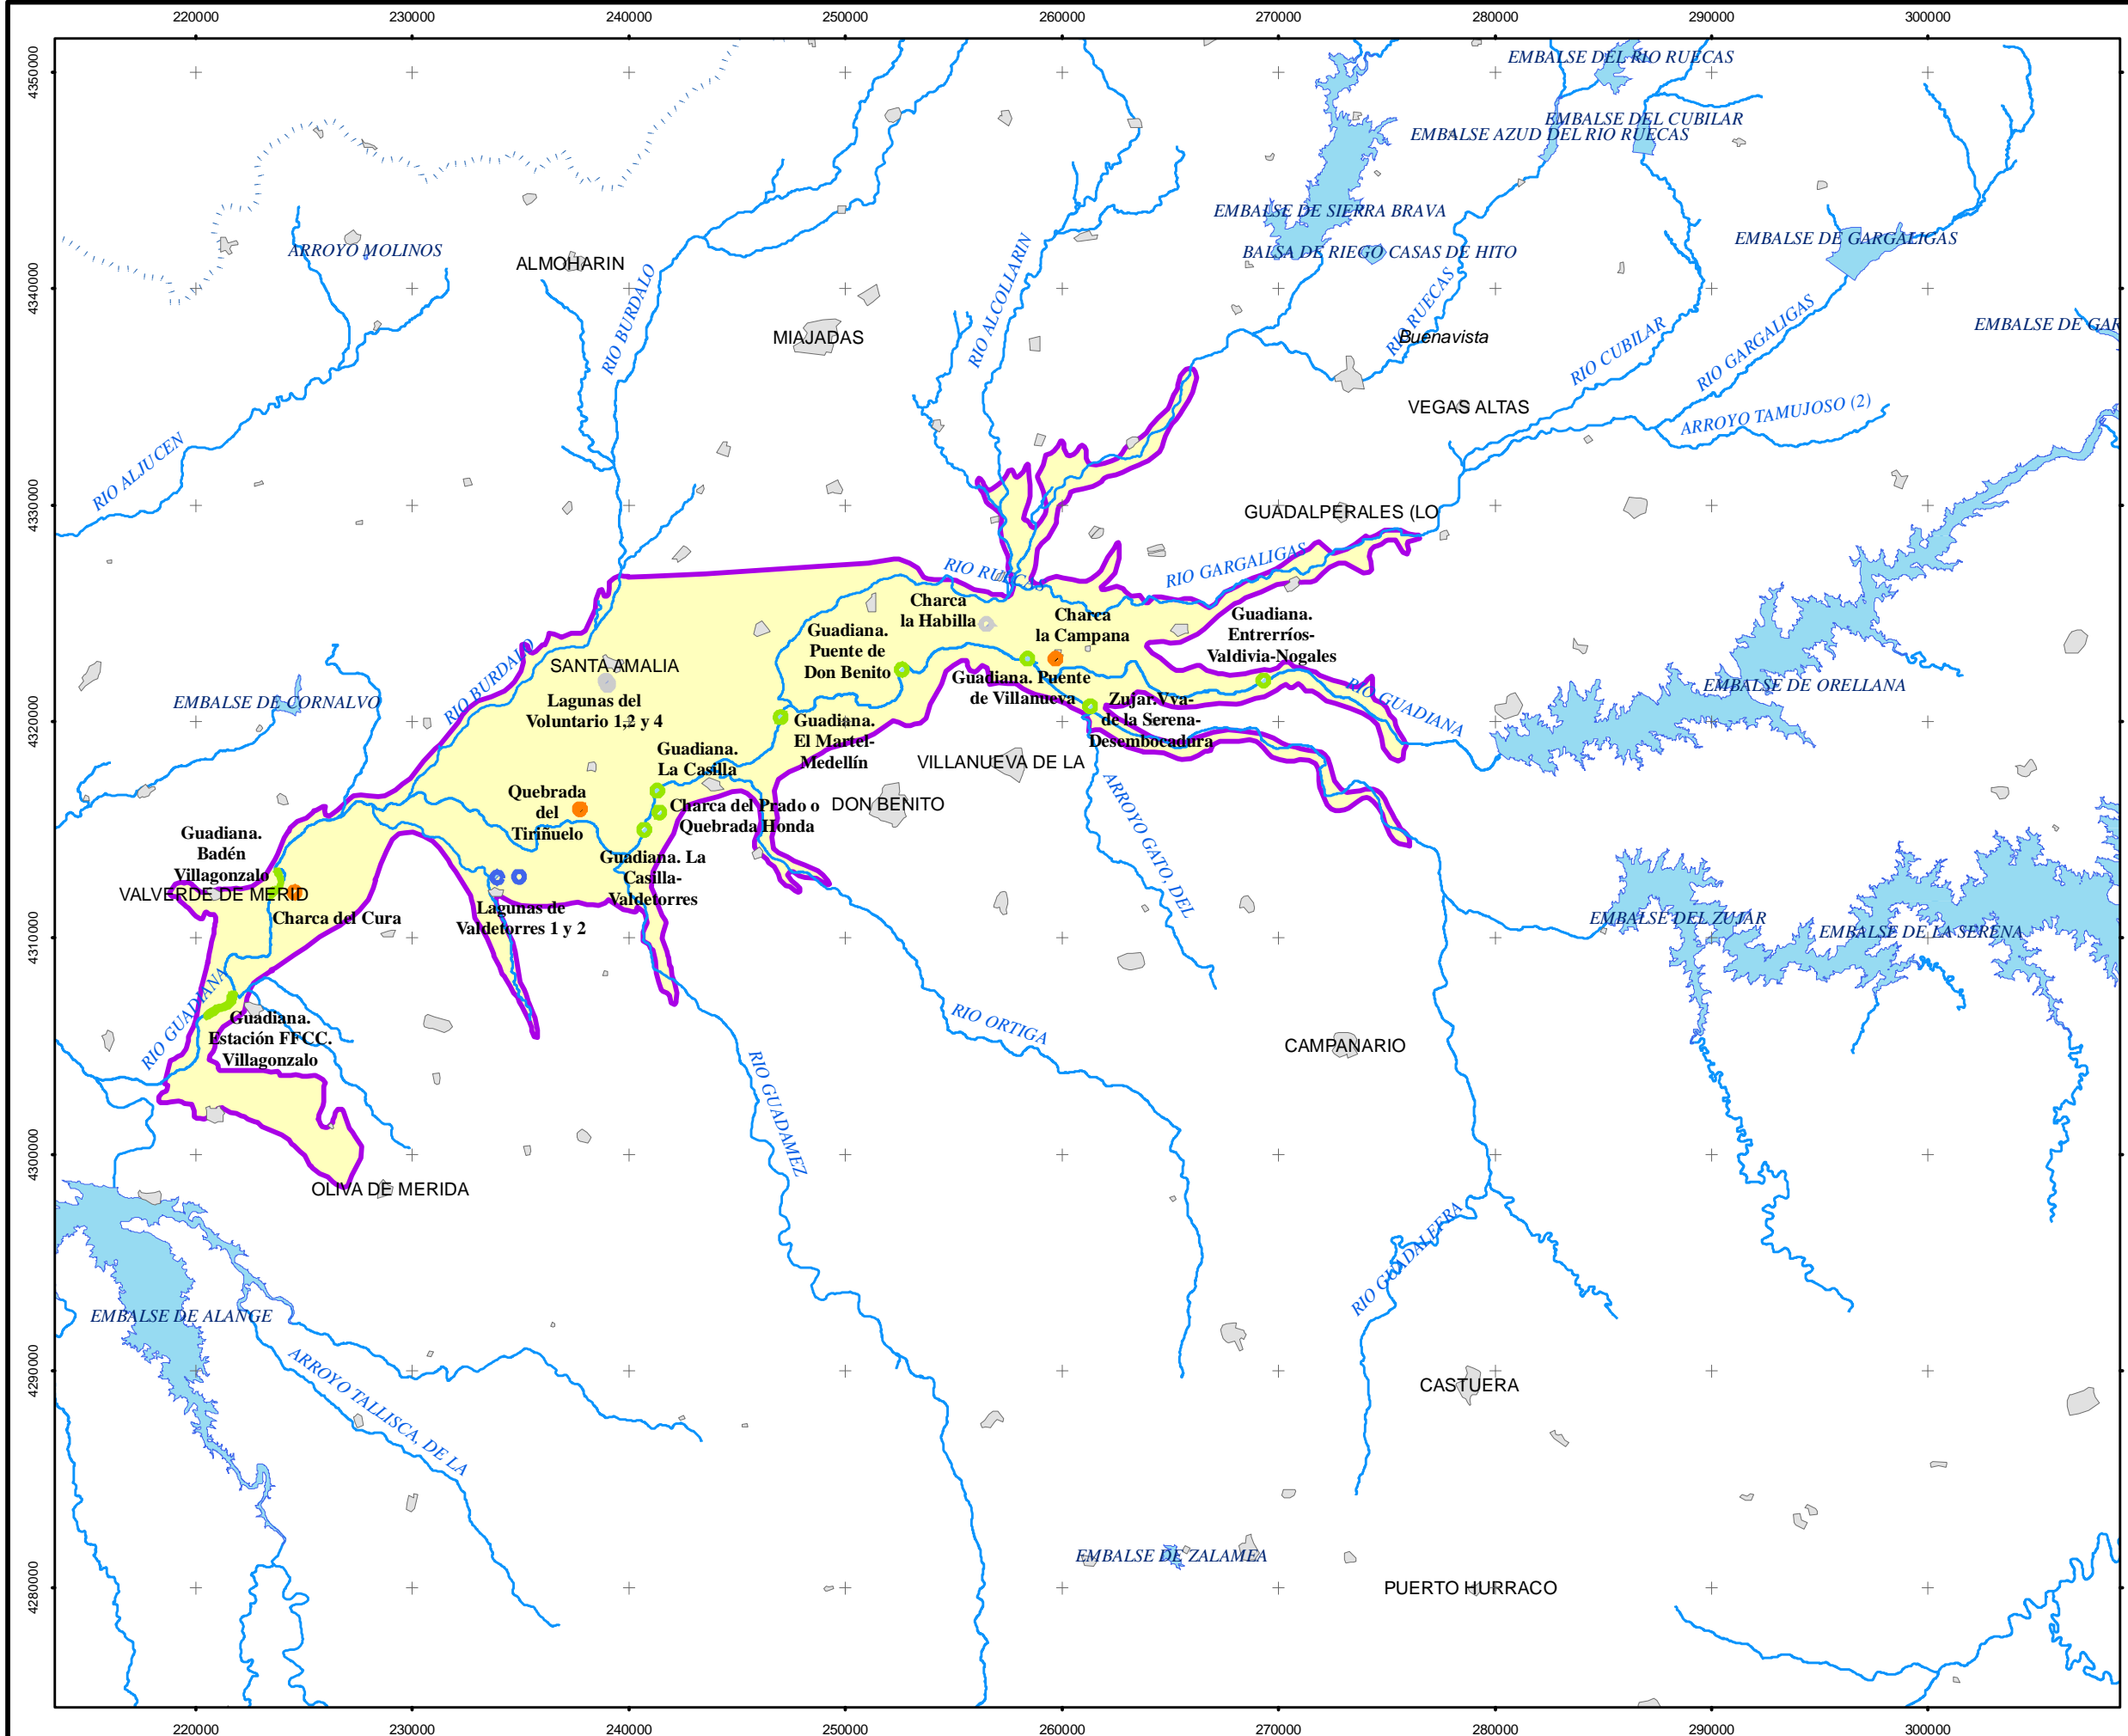 220000 230000 240000 250000 260000 270000 280000 290000 300000
4350000
4340000
4330000
4320000
4310000
4300000
4290000
4280000
EMBALSE DEL RIO RUECAS
EMBALSE DEL CUBILAR
EMBALSE AZUD DEL RIO RUECAS
EMBALSE DE SIERRA BRAVA
BALSA DE RIEGO CASAS DE HITO
EMBALSE DE GARGALIGAS
ARROYO MOLINOS
ALMOHARIN
RIO BURDALO
RIO ALCOLLARIN
MIAJADAS
RIO RUECAS
Buenavista
EMBALSE DE GAR
RIO CUBILAR
RIO GARGALIGAS
VEGAS ALTAS
ARROYO TAMUJOSO (2)
RIO ALJUCEN
GUADALPERALES (LO
RIO RUECAS
RIO GARGALIGAS
Charca
la Habilla
Charca
la Campana
Guadiana.
Entrerríos-
Valdivia-Nogales
Guadiana.
Puente de
Don Benito
RIO BURDALO
SANTA AMALIA
Lagunas del
Voluntario 1,2 y 4
Guadiana. Puente
de Villanueva
Zujar.Vva-
de la Serena-
Desembocadura
RIO GUADIANA
EMBALSE DE ORELLANA
EMBALSE DE CORNALVO
Guadiana.
El Martel-
Medellín
Guadiana.
La Casilla
VILLANUEVA DE LA
DON BENITO
Quebrada
del
Tiriñuelo
Charca del Prado o
Quebrada Honda
ARROYO GATO, DEL
Guadiana.
Badén
Villagonzalo
VALVERDE DE MERID
Charca del Cura
Guadiana. La
Casilla-
Valdetorres
Lagunas de
Valdetorres 1 y 2
EMBALSE DEL ZUJAR
EMBALSE DE LA SERENA
RIO GUADIANA
Guadiana.
Estación FFCC.
Villagonzalo
RIO ORTIGA
CAMPANARIO
RIO GUADAMEZ
OLIVA DE MERIDA
RIO GUADALEFRA
EMBALSE DE ALANGE
ARROYO TALLISCA, DE LA
CASTUERA
EMBALSE DE ZALAMEA
PUERTO HURRACO
220000 230000 240000 250000 260000 270000 280000 290000 300000